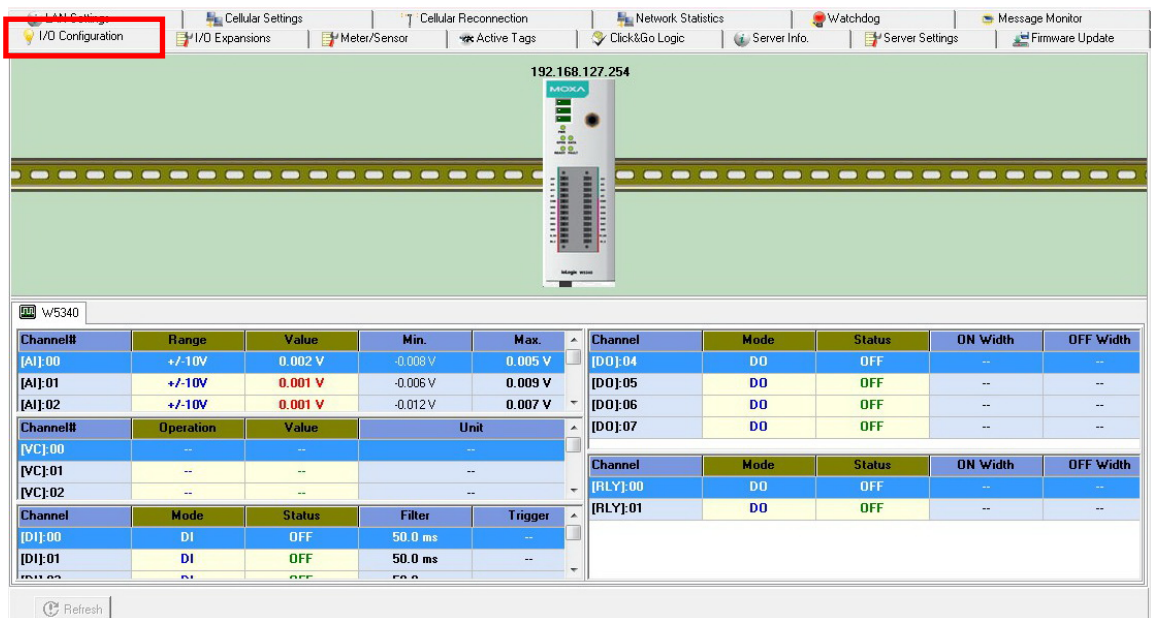 LAN Settings Cellular Settings Cellular Reconnection Network Statistics Watchdog Message Monitor
I/O Configuration I/O Expansions Meter/Sensor Active Tags Click&Go Logic Server Info. Server Settings Firmware Update
192.168.127.254
MOXA
W5340
Channel# Range Value Min. Max.
[AI]:00 +/-10V 0.002 V -0.008 V 0.005 V
[AI]:01 +/-10V 0.001 V -0.006 V 0.009 V
[AI]:02 +/-10V 0.001 V -0.012 V 0.007 V
Channel# Operation Value Unit
[VC]:00 -- -- --
[VC]:01 -- -- --
[VC]:02 -- -- --
Channel Mode Status Filter Trigger
[DI]:00 DI OFF 50.0 ms --
[DI]:01 DI OFF 50.0 ms --
Channel Mode Status ON Width OFF Width
[DO]:04 DO OFF -- --
[DO]:05 DO OFF -- --
[DO]:06 DO OFF -- --
[DO]:07 DO OFF -- --
Channel Mode Status ON Width OFF Width
[RLY]:00 DO OFF -- --
[RLY]:01 DO OFF -- --
Refresh